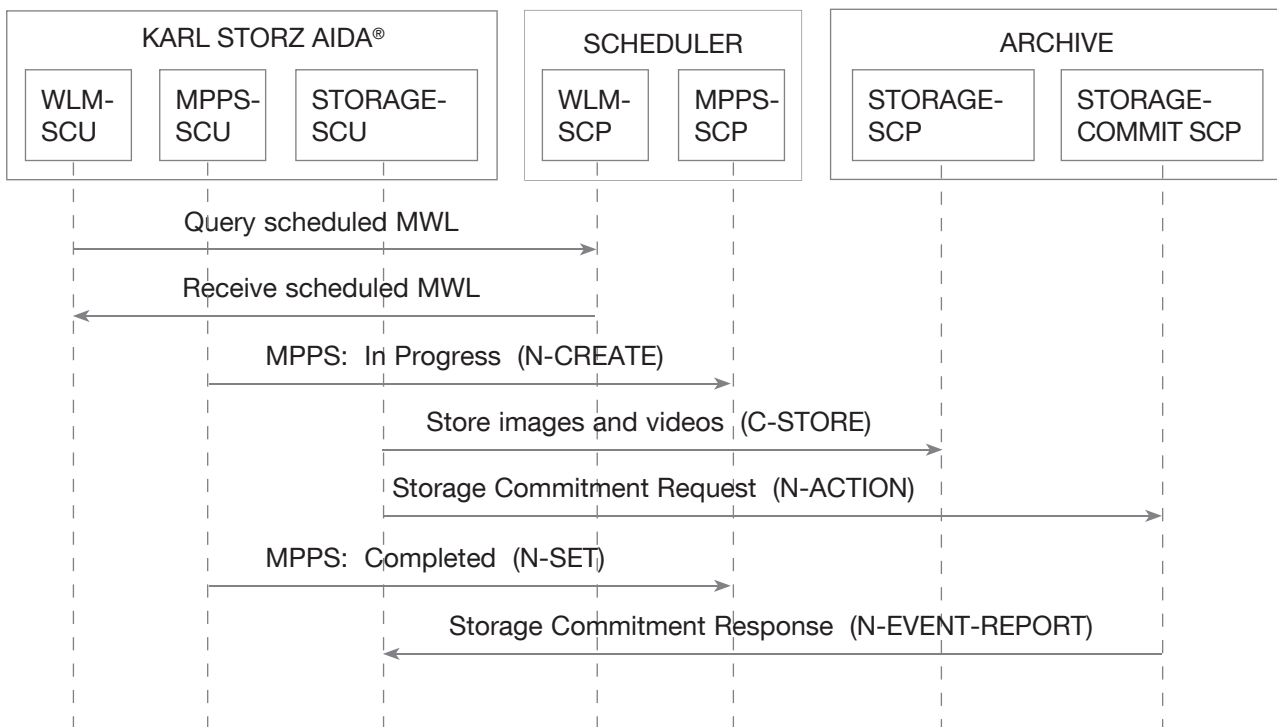 KARL STORZ AIDA®
SCHEDULER
ARCHIVE
WLM-
SCU
MPPS-
SCU
STORAGE-
SCU
WLM-
SCP
MPPS-
SCP
STORAGE-
SCP
STORAGE-
COMMIT SCP
Query scheduled MWL
Receive scheduled MWL
MPPS: In Progress (N-CREATE)
Store images and videos (C-STORE)
Storage Commitment Request (N-ACTION)
MPPS: Completed (N-SET)
Storage Commitment Response (N-EVENT-REPORT)